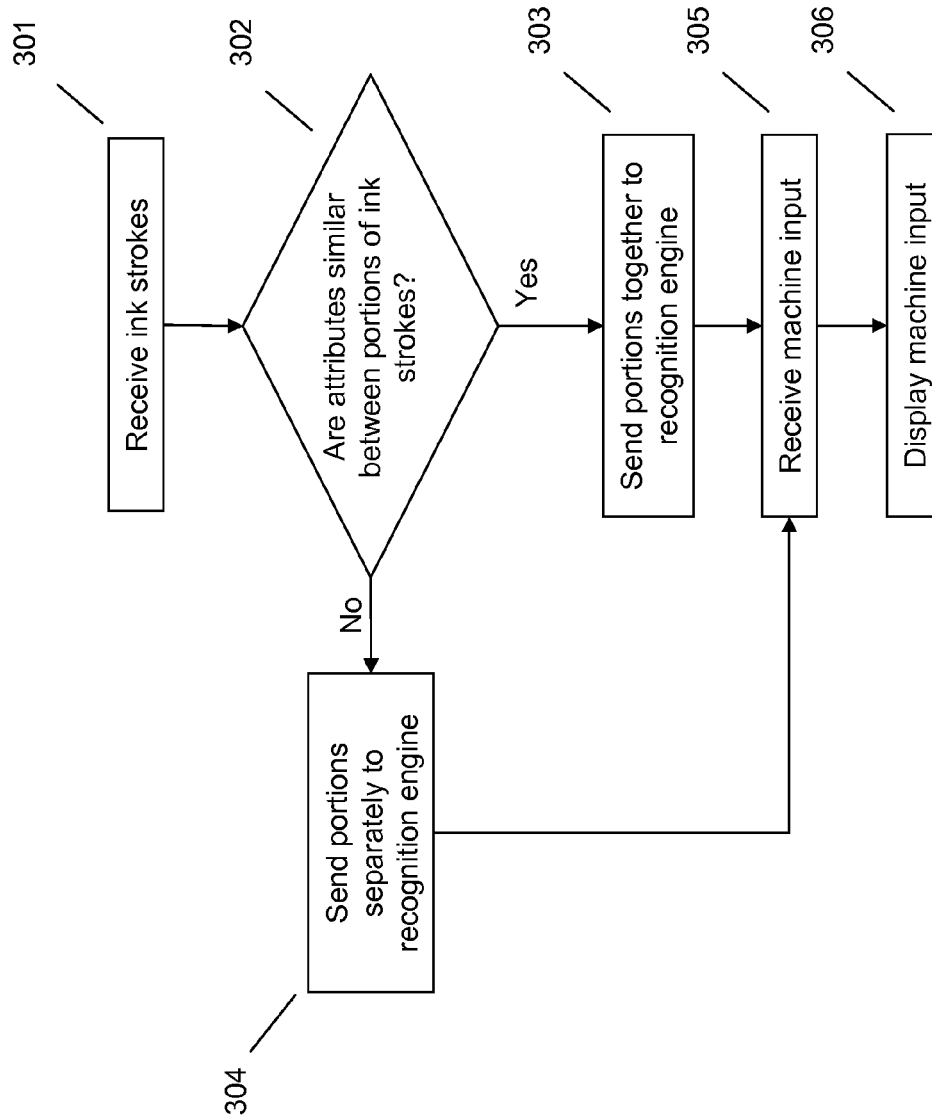 301
Receive ink strokes
302
Are attributes similar
between portions of ink
strokes?
Yes
No
303
Send portions together to
recognition engine
304
Send portions
separately to
recognition engine
305
Receive machine input
306
Display machine input